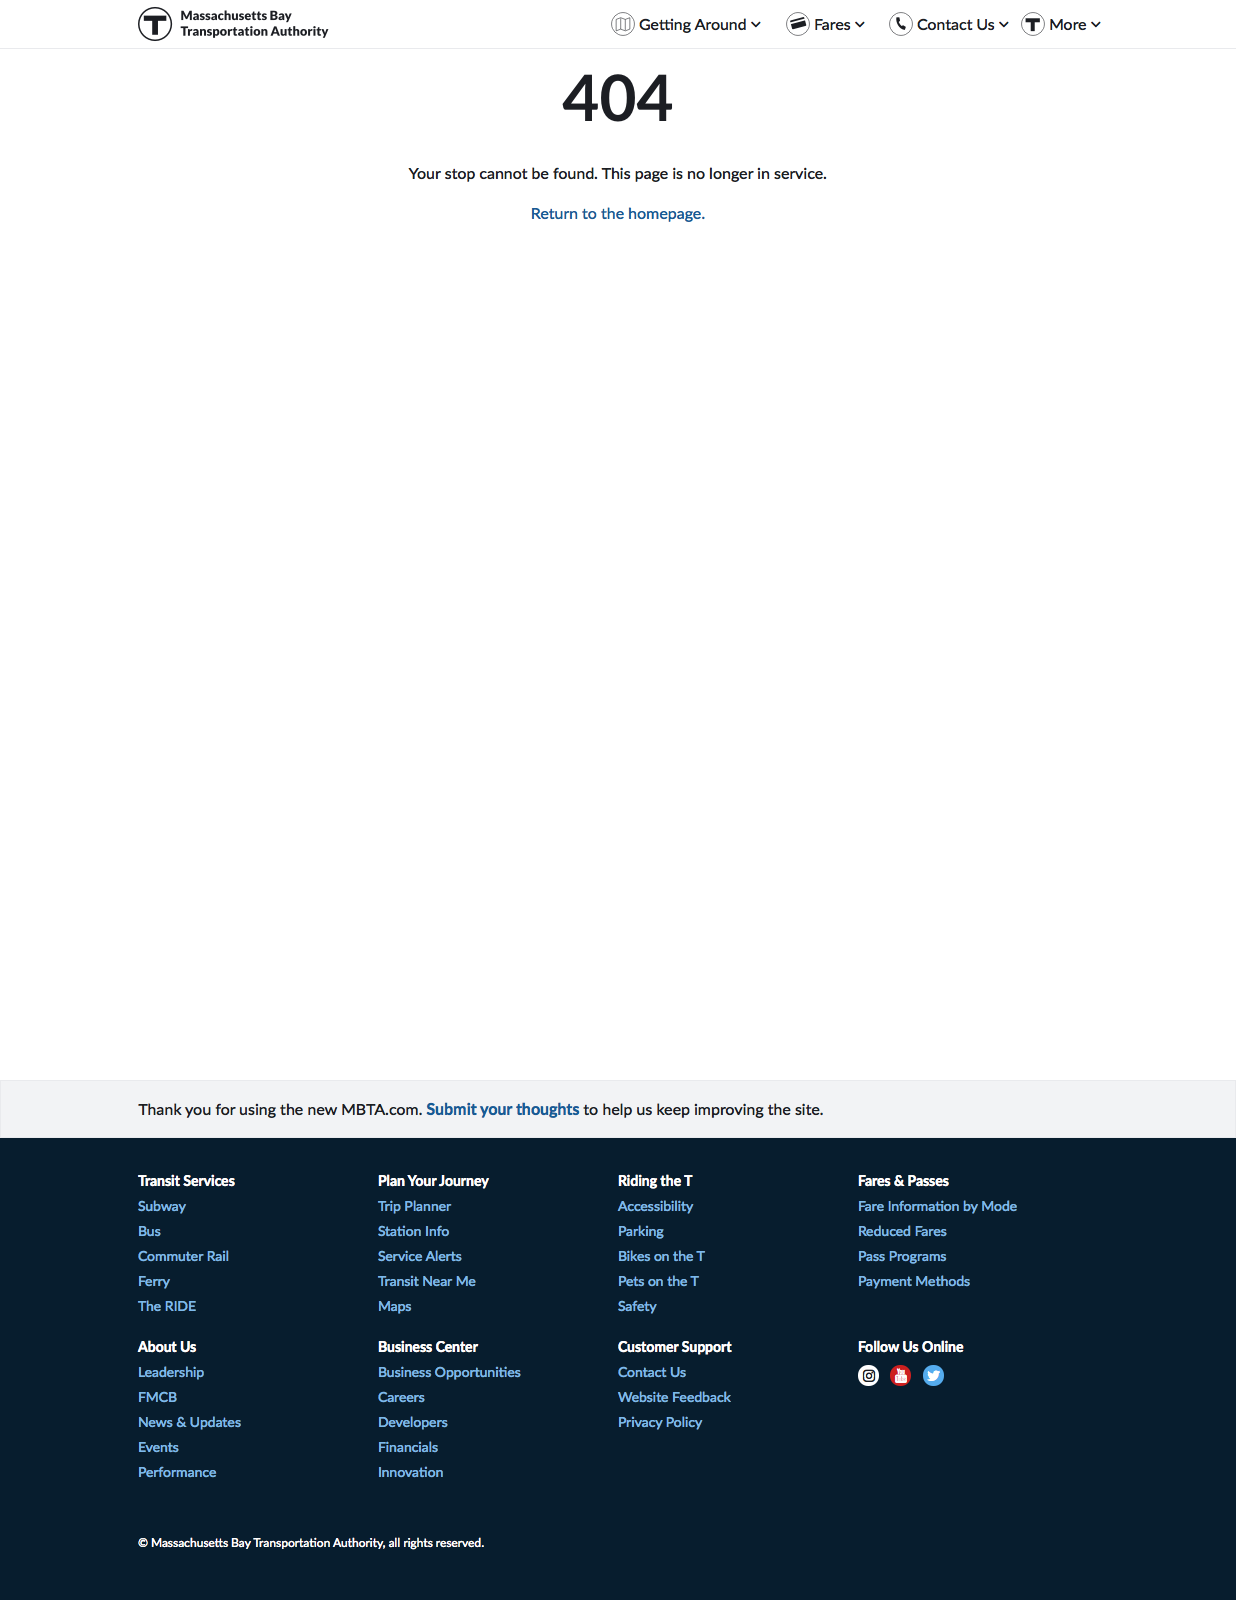 Massachusetts Bay
Transportation Authority
Getting Around
Fares
Contact Us
More
404
Your stop cannot be found. This page is no longer in service.
Return to the homepage.
Thank you for using the new MBTA.com. Submit your thoughts to help us keep improving the site.
Transit Services
Subway
Bus
Commuter Rail
Ferry
The RIDE
Plan Your Journey
Trip Planner
Station Info
Service Alerts
Transit Near Me
Maps
Riding the T
Accessibility
Parking
Bikes on the T
Pets on the T
Safety
Fares & Passes
Fare Information by Mode
Reduced Fares
Pass Programs
Payment Methods
About Us
Leadership
FMCB
News & Updates
Events
Performance
Business Center
Business Opportunities
Careers
Developers
Financials
Innovation
Customer Support
Contact Us
Website Feedback
Privacy Policy
Follow Us Online
© Massachusetts Bay Transportation Authority, all rights reserved.